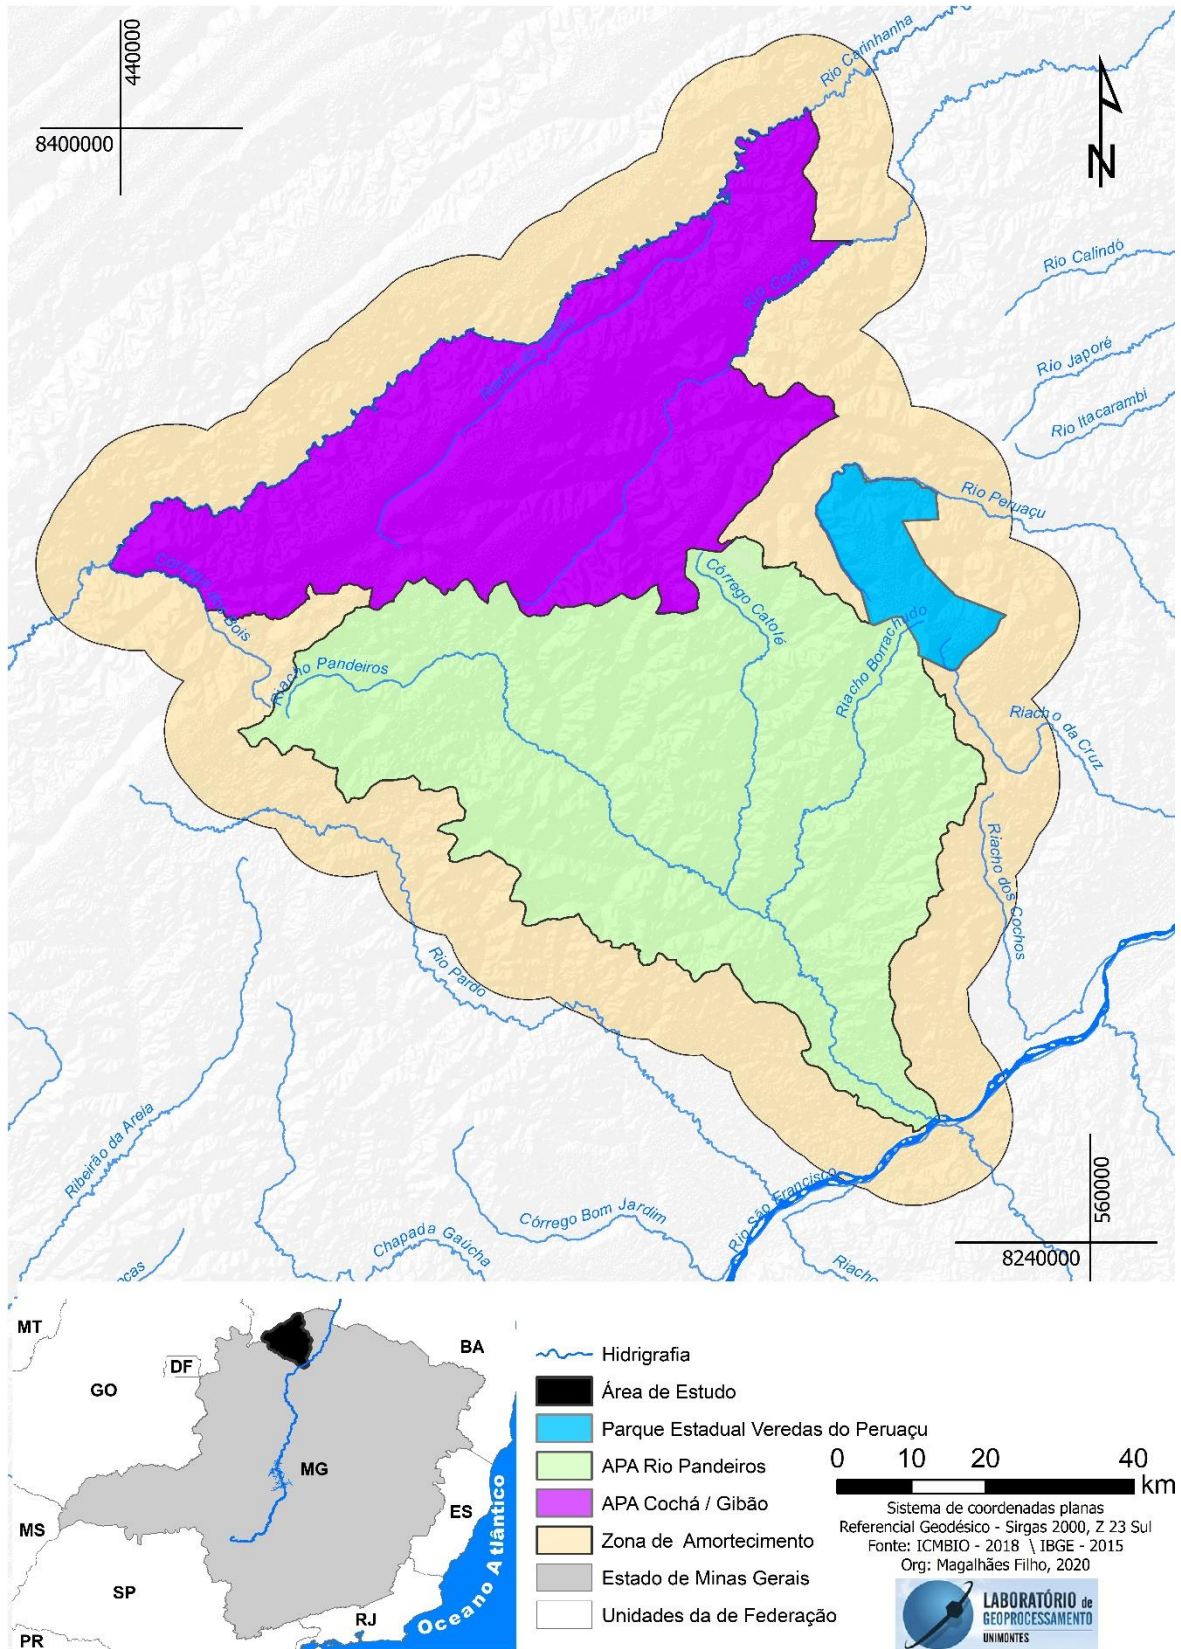 440000
8400000
Rio Carinhanha
N
Rio Calindó
Rio Cochá
Rio Japoré
Rio Itacarambi
Rio Peruaçu
Córrego Catolé
Riacho Borrachudo
Riacho Pandeiros
Riacho da Cruz
Riacho dos Cochos
Rio Pardo
Ribeirão da Areia
Rio São Francisco
Córrego Bom Jardim
Chapada Gaúcha
Riacho
560000
8240000
MT
DF
GO
BA
MG
ES
MS
SP
RJ
PR
Oceano Atlântico
Hidrigrafia
Área de Estudo
Parque Estadual Veredas do Peruaçu
APA Rio Pandeiros
APA Cochá / Gibão
Zona de Amortecimento
Estado de Minas Gerais
Unidades da de Federação
0 10 20 40
km
Sistema de coordenadas planas
Referencial Geodésico - Sirgas 2000, Z 23 Sul
Fonte: ICMBIO - 2018 \ IBGE - 2015
Org: Magalhães Filho, 2020
LABORATÓRIO de
GEOPROCESSAMENTO
UNIMONTES